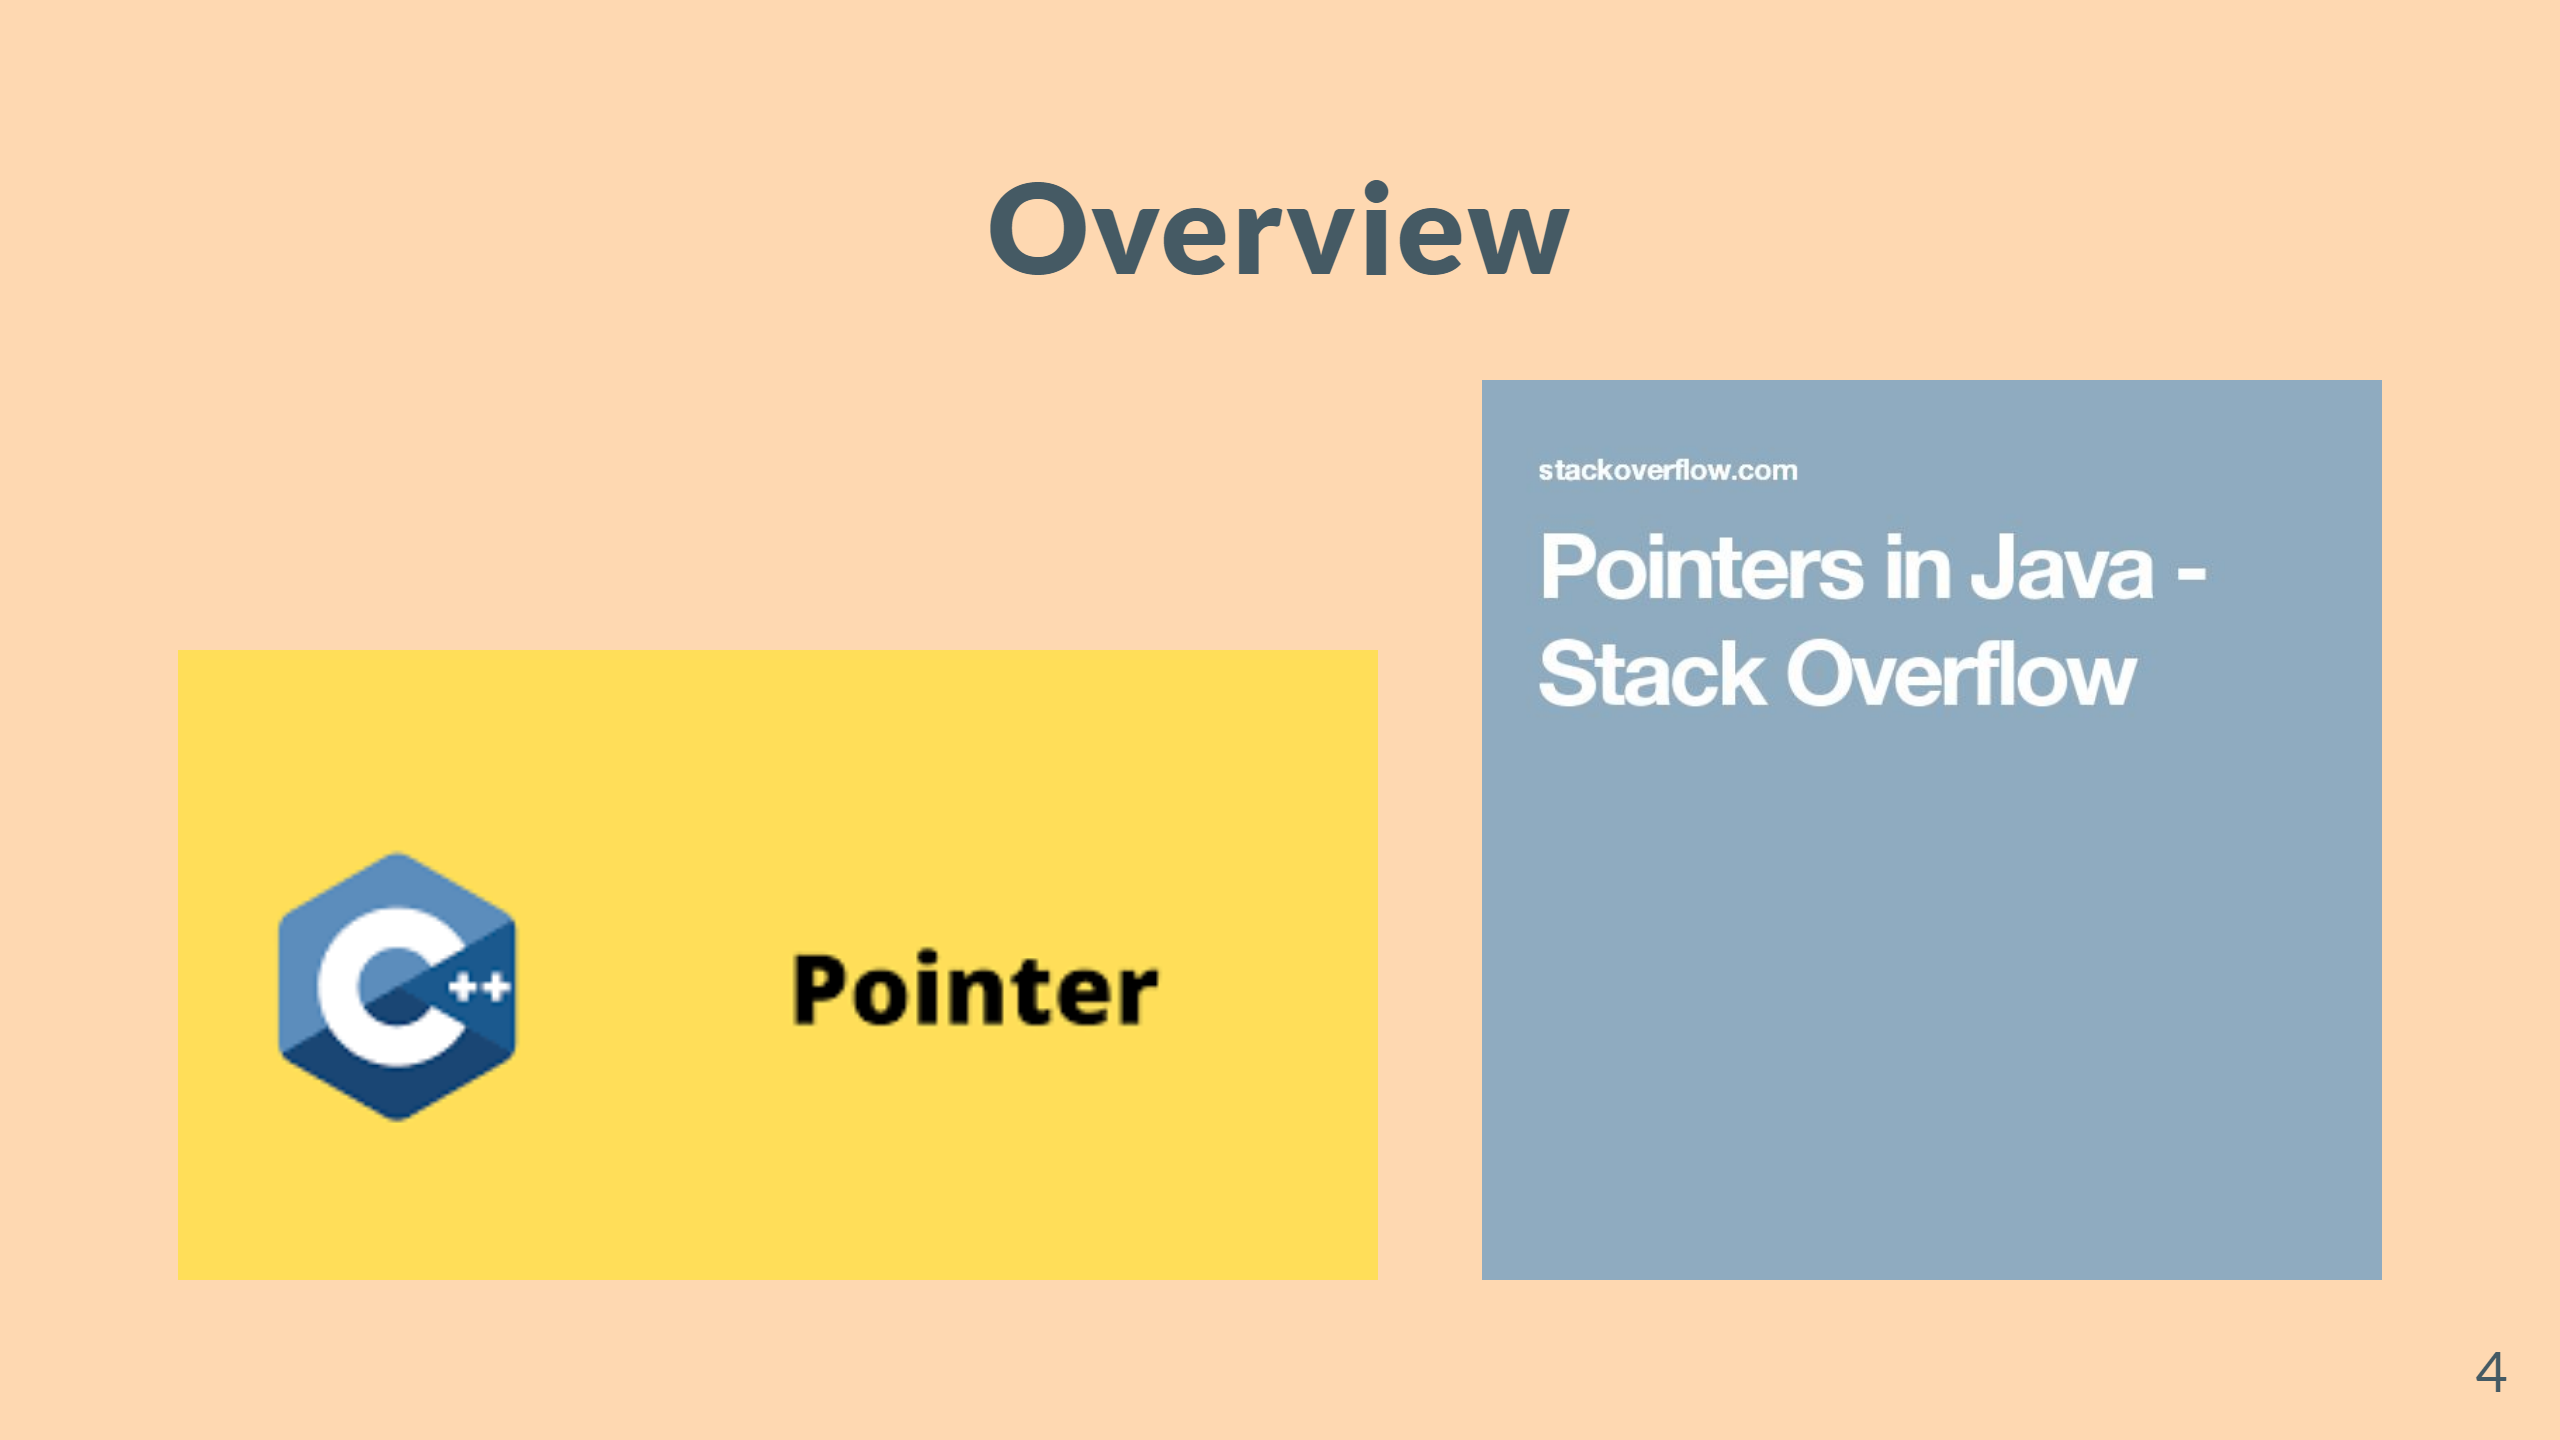 Overview
stackoverflow.com
Pointers in Java -
Stack Overflow
C++
Pointer
4